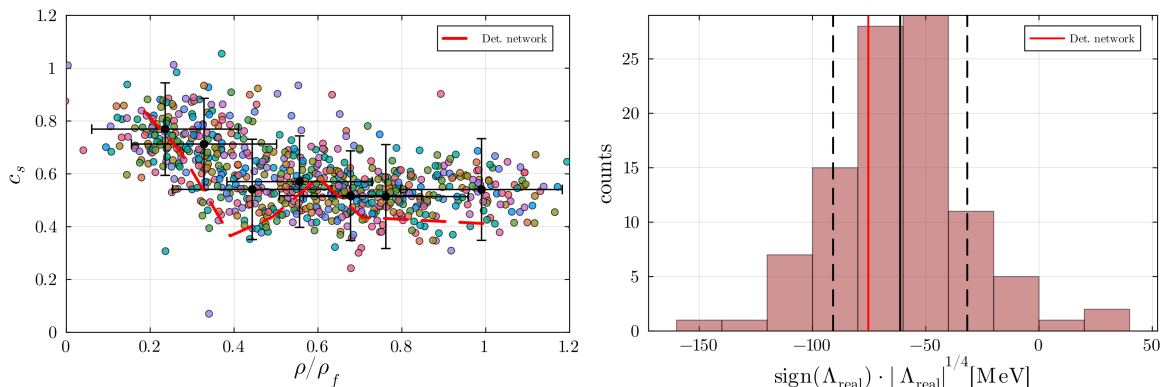 1.2
1
0.8
0.6
0.4
0.2
0
c_s
0 0.2 0.4 0.6 0.8 1 1.2
ρ/ρ_f
Det. network
25
20
15
10
5
0
counts
−150 −100 −50 0 50
sign(Λ_real) · |Λ_real|^{1/4}[MeV]
Det. network